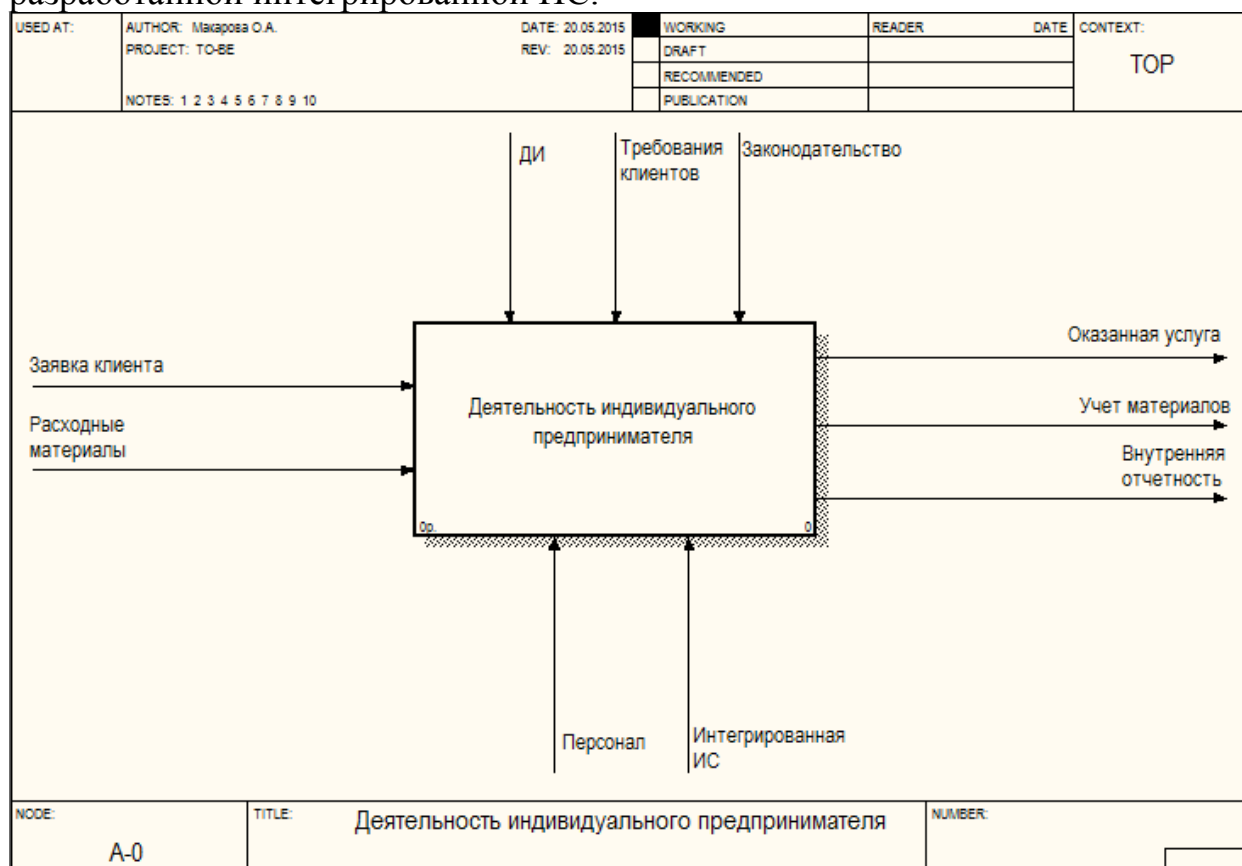 разработанной интегрированной ИС.
USED AT:
AUTHOR: Макарова О.А.
DATE: 20.05.2015
WORKING
READER
DATE
CONTEXT:
PROJECT: TO-BE
REV: 20.05.2015
DRAFT
TOP
RECOMMENDED
NOTES: 1 2 3 4 5 6 7 8 9 10
PUBLICATION
ДИ
Требования
клиентов
Законодательство
Заявка клиента
Расходные
материалы
Деятельность индивидуального
предпринимателя
0р.
0
Оказанная услуга
Учет материалов
Внутренняя
отчетность
Персонал
Интегрированная
ИС
NODE:
A-0
TITLE:
Деятельность индивидуального предпринимателя
NUMBER: